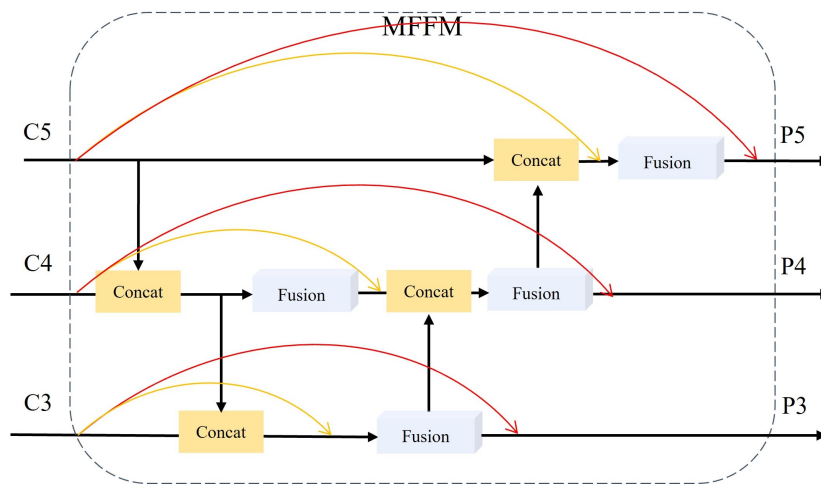 MFFM
C5
P5
Concat
Fusion
C4
P4
Concat
Fusion
Concat
Fusion
C3
P3
Concat
Fusion